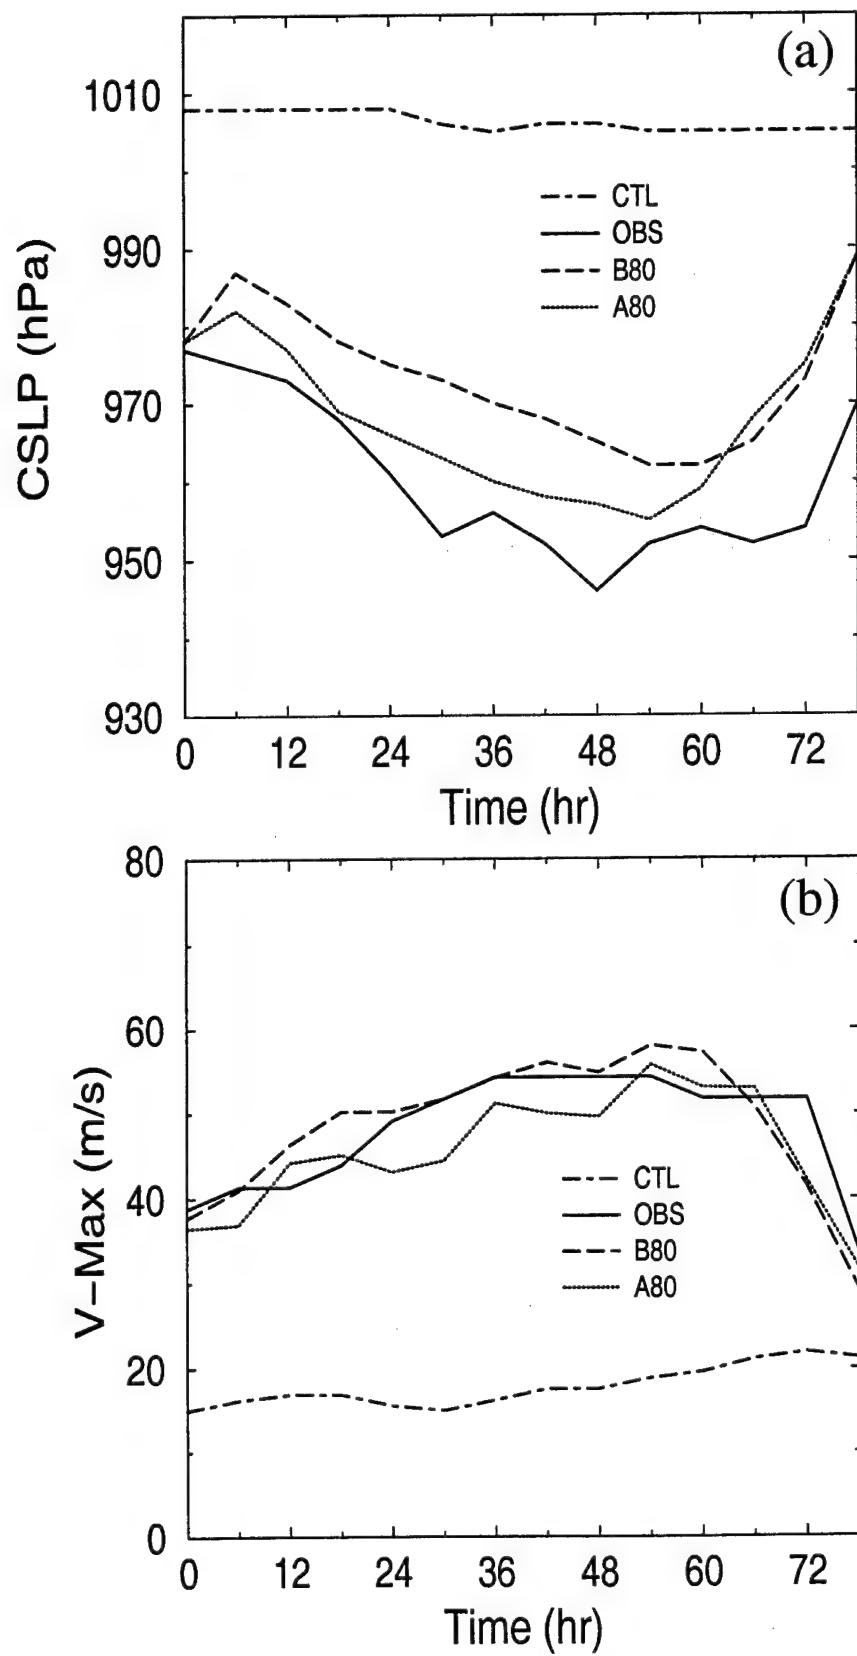 (a)
1010
990
970
950
930
CSLP (hPa)
CTL
OBS
B80
A80
0 12 24 36 48 60 72
Time (hr)
(b)
80
60
40
20
0
V-Max (m/s)
CTL
OBS
B80
A80
0 12 24 36 48 60 72
Time (hr)